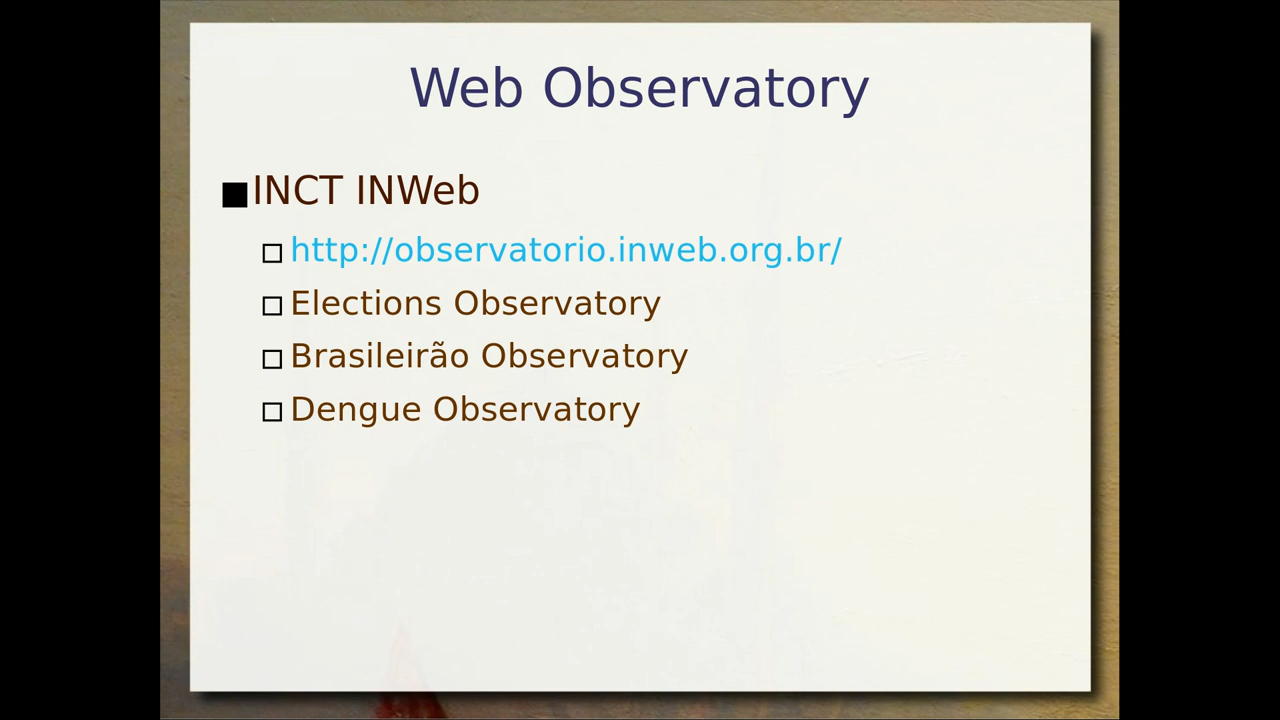 Web Observatory
INCT INWeb
http://observatorio.inweb.org.br/
Elections Observatory
Brasileirão Observatory
Dengue Observatory